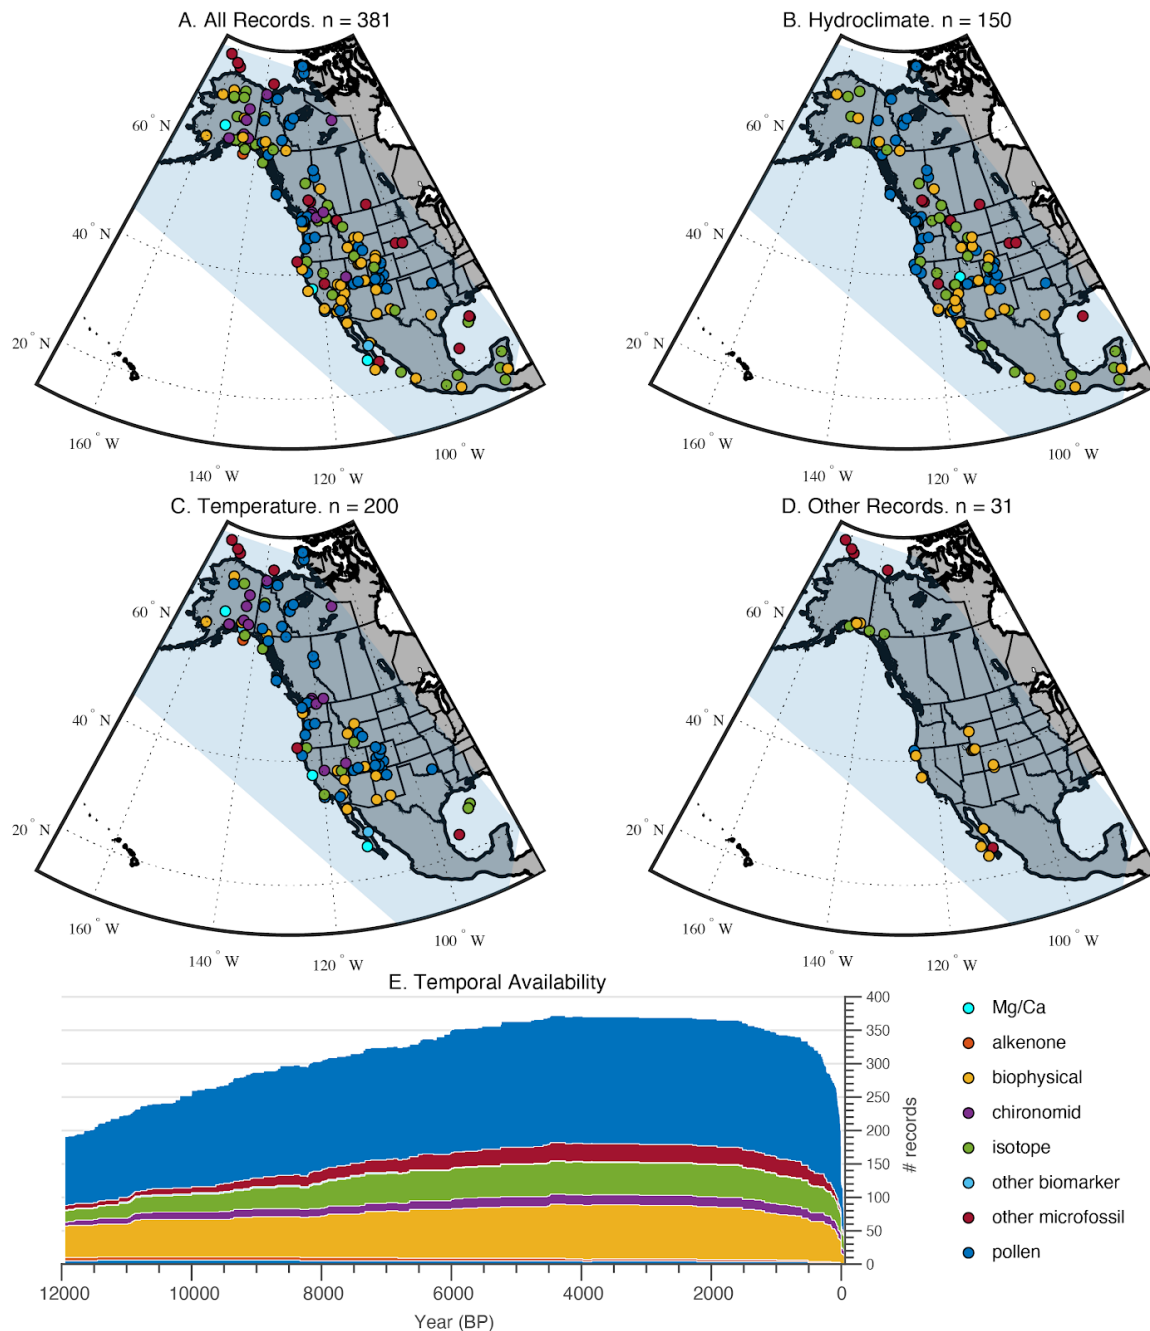 A. All Records. n = 381
B. Hydroclimate. n = 150
60° N
40° N
20° N
160° W
140° W
120° W
100° W
60° N
40° N
20° N
160° W
140° W
120° W
100° W
C. Temperature. n = 200
D. Other Records. n = 31
60° N
40° N
20° N
160° W
140° W
120° W
100° W
60° N
40° N
20° N
160° W
140° W
120° W
100° W
E. Temporal Availability
400
350
300
250
200
150
100
50
0
# records
12000
10000
8000
6000
4000
2000
0
Year (BP)
Mg/Ca
alkenone
biophysical
chironomid
isotope
other biomarker
other microfossil
pollen